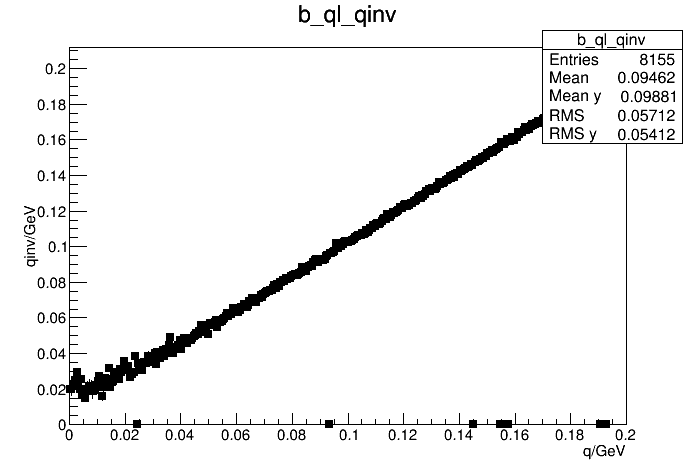 b_ql_qinv
b_ql_qinv
Entries 8155
Mean 0.09462
Mean y 0.09881
RMS 0.05712
RMS y 0.05412
qinv/GeV
0.2
0.18
0.16
0.14
0.12
0.1
0.08
0.06
0.04
0.02
0
0 0.02 0.04 0.06 0.08 0.1 0.12 0.14 0.16 0.18 0.2
q/GeV